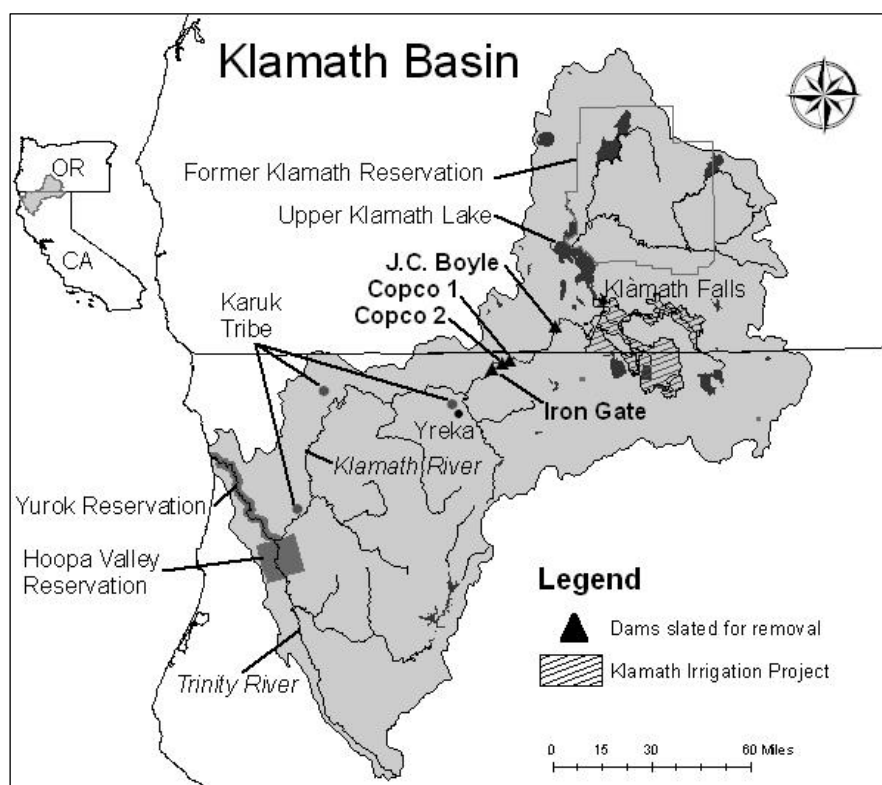 Klamath Basin
OR
CA
Former Klamath Reservation
Upper Klamath Lake
J.C. Boyle
Copco 1
Copco 2
Klamath Falls
Karuk
Tribe
Iron Gate
Yreka
Klamath River
Yurok Reservation
Hoopa Valley
Reservation
Trinity River
Legend
Dams slated for removal
Klamath Irrigation Project
0 15 30 60 Miles